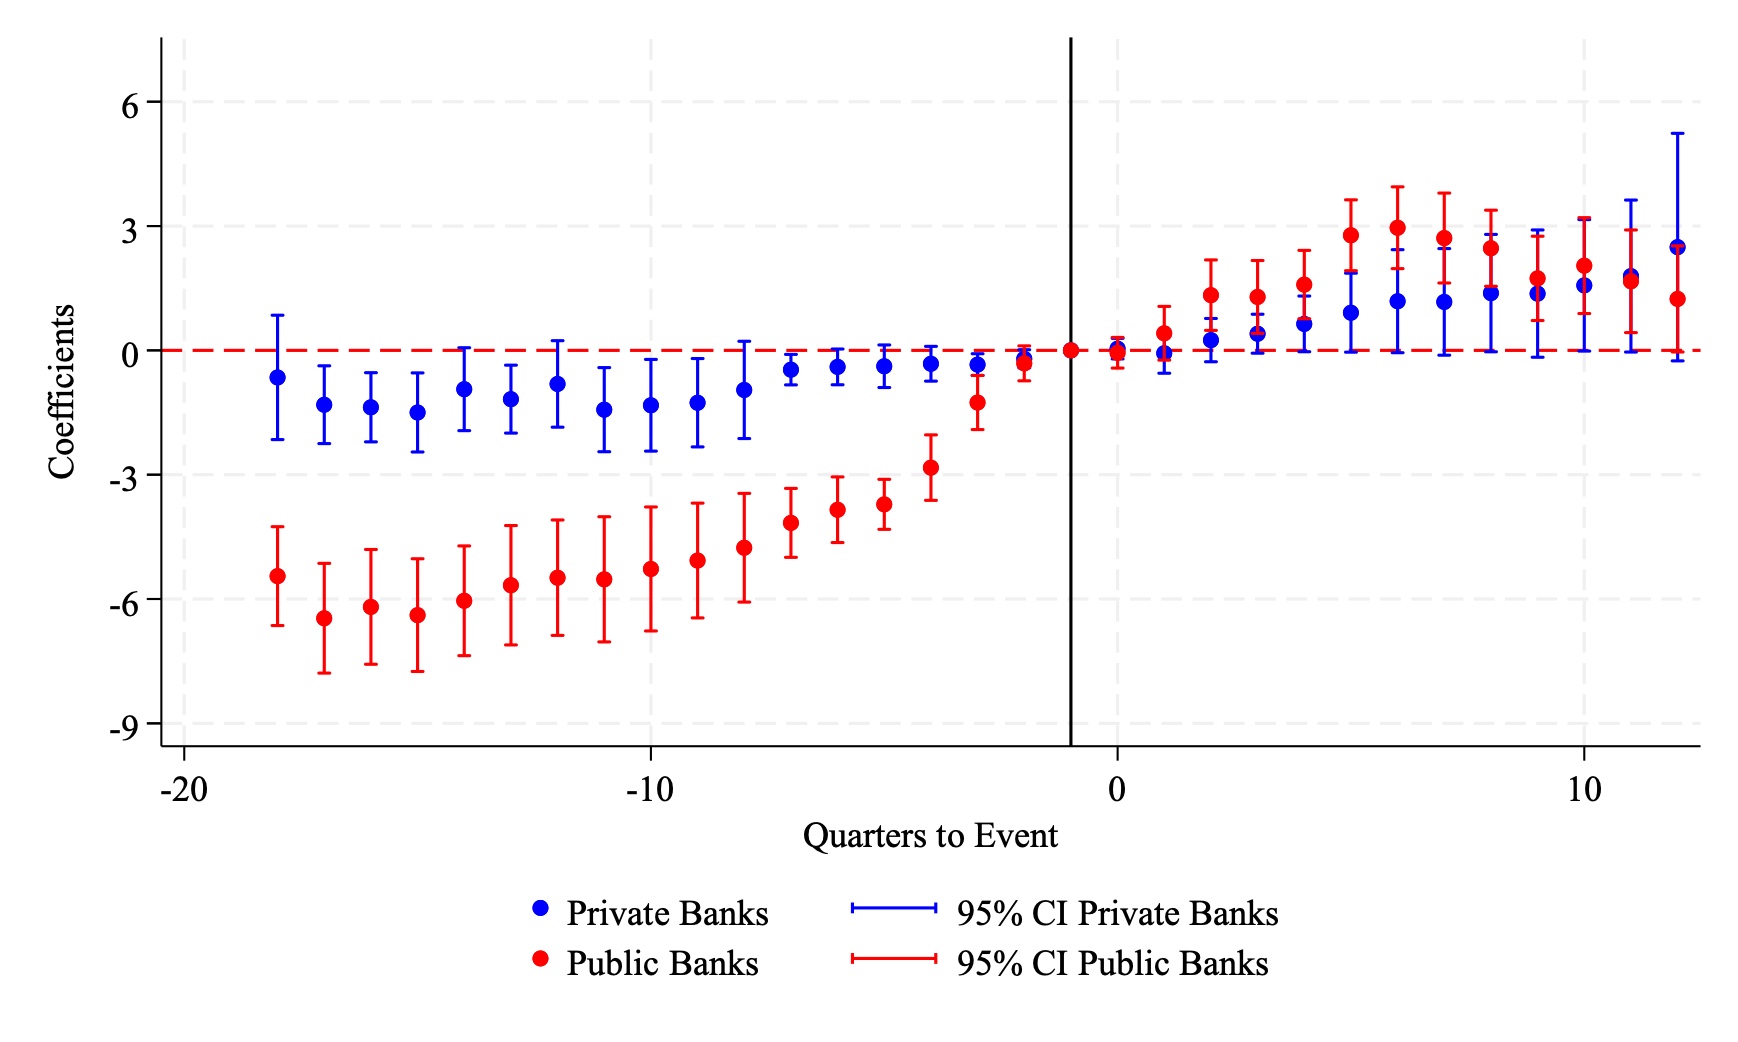 6
3
0
-3
-6
-9
Coefficients
-20 -10 0 10
Quarters to Event
Private Banks 95% CI Private Banks
Public Banks 95% CI Public Banks